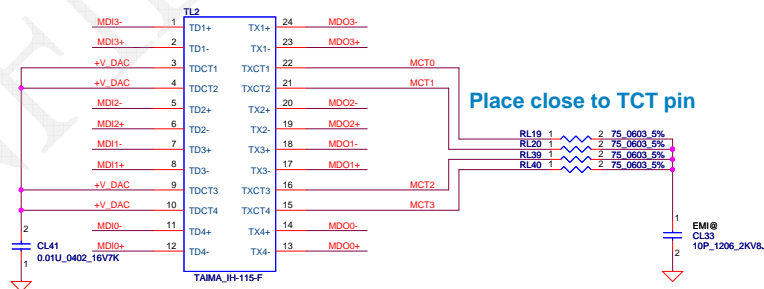 TL2
MDI3- 1 TD1+ TX1+ 24 MDO3-
MDI3+ 2 TD1- TX1- 23 MDO3+
+V_DAC 3 TDCT1 TXCT1 22 MCT0
+V_DAC 4 TDCT2 TXCT2 21 MCT1
MDI2- 5 TD2+ TX2+ 20 MDO2-
MDI2+ 6 TD2- TX2- 19 MDO2+
MDI1- 7 TD3+ TX3+ 18 MDO1-
MDI1+ 8 TD3- TX3- 17 MDO1+
+V_DAC 9 TDCT3 TXCT3 16 MCT2
+V_DAC 10 TDCT4 TXCT4 15 MCT3
MDI0- 11 TD4+ TX4+ 14 MDO0-
MDI0+ 12 TD4- TX4- 13 MDO0+
TAIMA_IH-115-F
2
CL41
0.01U_0402_16V7K
1
Place close to TCT pin
RL19 1 2 75_0603_5%
RL20 1 2 75_0603_5%
RL39 1 2 75_0603_5%
RL40 1 2 75_0603_5%
1
EMI@
CL33
10P_1206_2KV8.
2